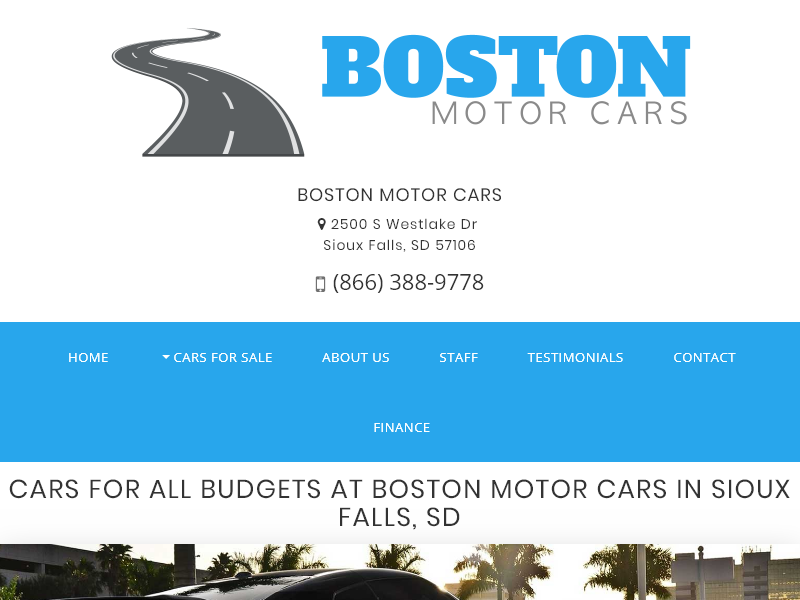 BOSTON
MOTOR CARS
BOSTON MOTOR CARS
2500 S Westlake Dr
Sioux Falls, SD 57106
(866) 388-9778
HOME CARS FOR SALE ABOUT US STAFF TESTIMONIALS CONTACT
FINANCE
CARS FOR ALL BUDGETS AT BOSTON MOTOR CARS IN SIOUX
FALLS, SD